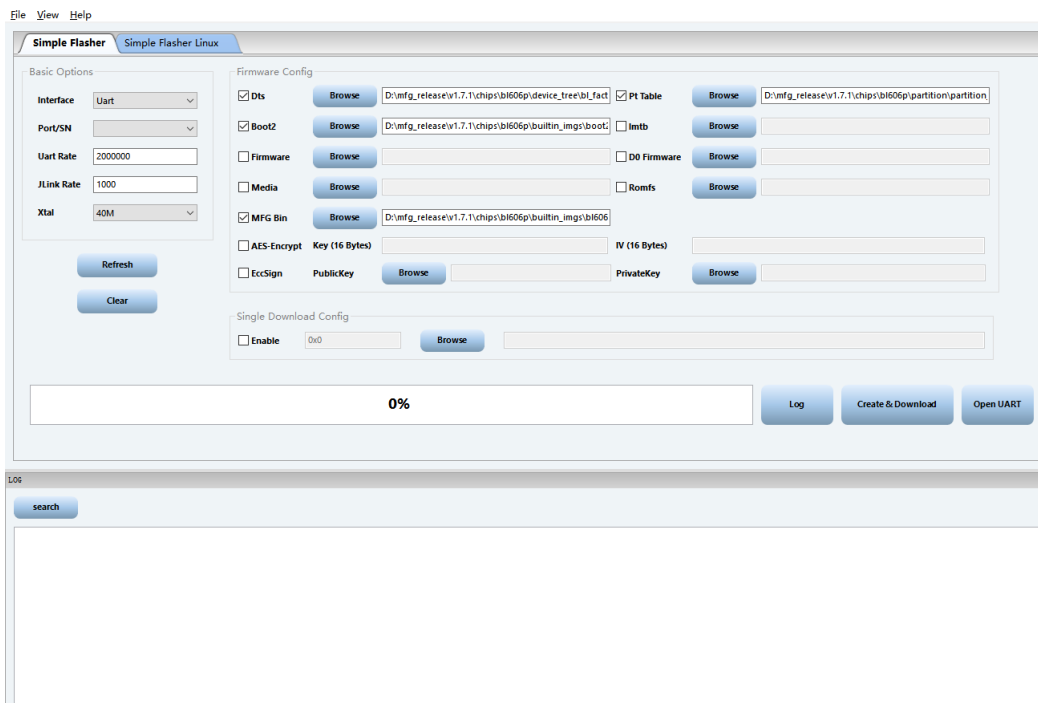 File View Help
Simple Flasher Simple Flasher Linux
Basic Options
Interface Uart
Port/SN
Uart Rate 2000000
JLink Rate 1000
Xtal 40M
Refresh
Clear
Firmware Config
Dts Browse D:\mfg_release\v1.7.1\chips\bl606p\device_tree\bl_fact Pt Table Browse D:\mfg_release\v1.7.1\chips\bl606p\partition\partition_
Boot2 Browse D:\mfg_release\v1.7.1\chips\bl606p\builtin_imgs\boot2 Imtb Browse
Firmware Browse D0 Firmware Browse
Media Browse Romfs Browse
MFG Bin Browse D:\mfg_release\v1.7.1\chips\bl606p\builtin_imgs\bl606
AES-Encrypt Key (16 Bytes) IV (16 Bytes)
EccSign PublicKey Browse PrivateKey Browse
Single Download Config
Enable 0x0 Browse
0% Log Create & Download Open UART
LOG
search